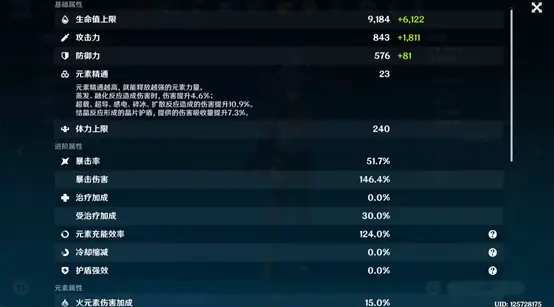 基础属性
生命值上限 9,184 +6,122
攻击力 843 +1,811
防御力 576 +81
元素精通 23
元素精通越高，就能释放越强的元素力量。
蒸发、融化反应造成伤害时，伤害提升4.6%；
超载、超导、感电、碎冰、扩散反应造成的伤害提升10.9%。
结晶反应形成的晶片护盾，提供的伤害吸收量提升7.3%。
体力上限 240
进阶属性
暴击率 51.7%
暴击伤害 146.4%
治疗加成 0.0%
受治疗加成 30.0%
元素充能效率 124.0%
冷却缩减 0.0%
护盾强效 0.0%
元素属性
火元素伤害加成 15.0%
UID: 125728175